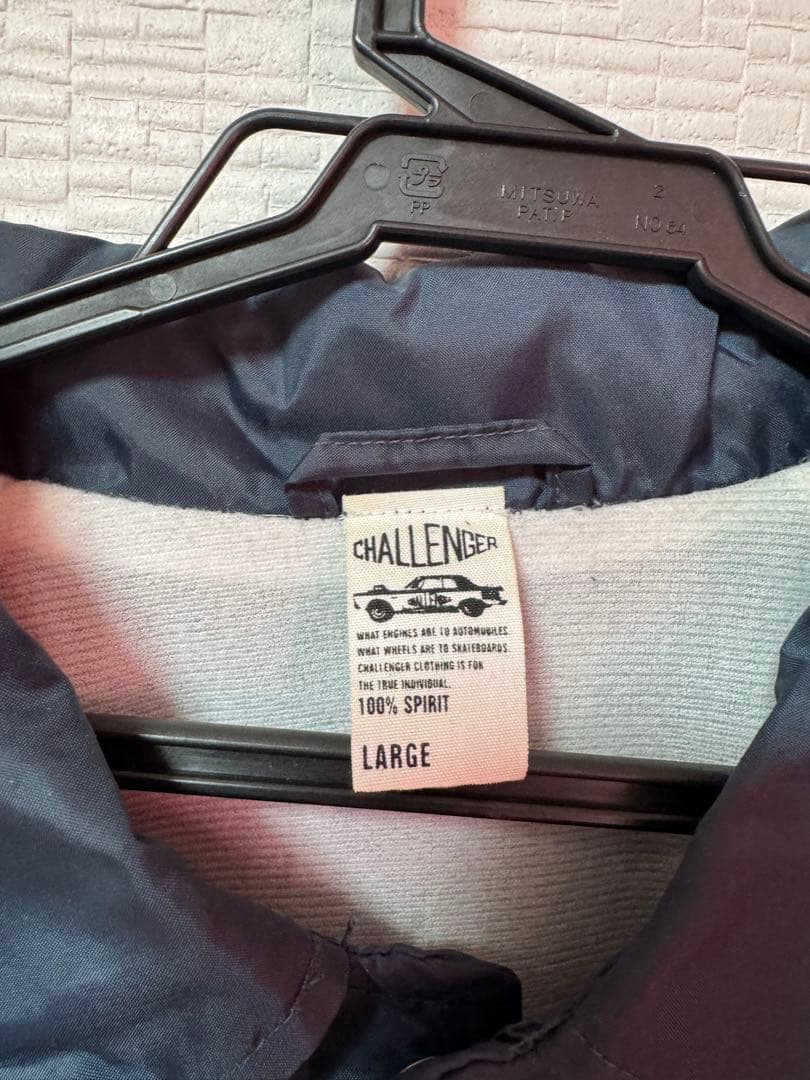 PP
MITSUWA
PAT.P
2
NO 64
CHALLENGER
WHAT ENGINES ARE TO AUTOMOBILES
WHAT WHEELS ARE TO SKATEBOARDS
CHALLENGER CLOTHING IS FOR
THE TRUE INDIVIDUAL.
100% SPIRIT
LARGE